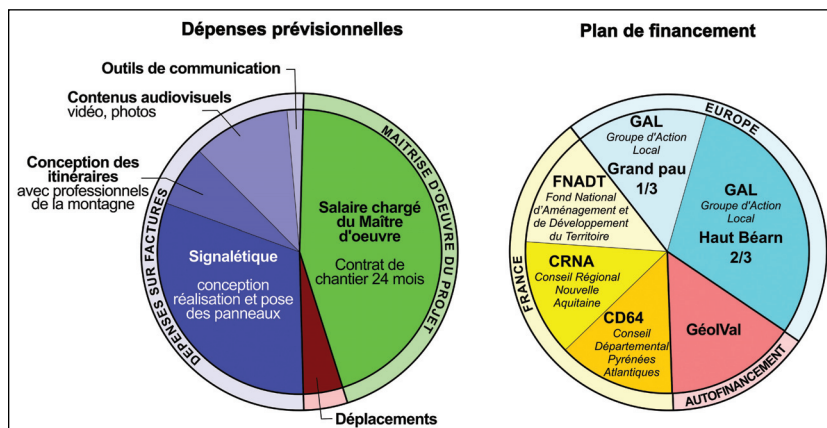 Dépenses prévisionnelles
Outils de communication
Contenus audiovisuels
vidéo, photos
Conception des
itinéraires
avec professionnels
de la montagne
Signalétique
conception
réalisation et pose
des panneaux
DEPENSES SUR FACTURES
Salaire chargé
du Maître
d'oeuvre
Contrat de
chantier 24 mois
MAITRISE D'OEUVRE DU PROJET
Déplacements
Plan de financement
EUROPE
GAL
Groupe d'Action
Local
Grand pau
1/3
GAL
Groupe d'Action
Local
Haut Béarn
2/3
FNADT
Fond National
d'Aménagement et
de Développement
du Territoire
CRNA
Conseil Régional
Nouvelle
Aquitaine
CD64
Conseil
Départemental
Pyrénées
Atlantiques
FRANCE
GéolVal
AUTOFINANCEMENT